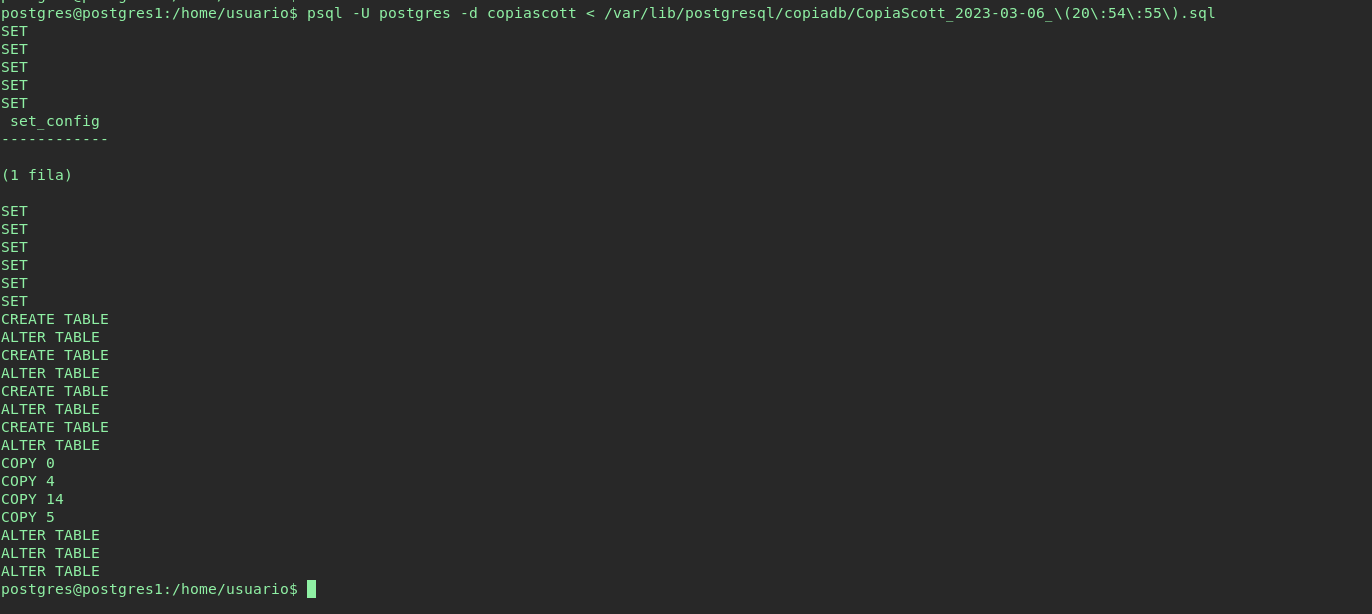 postgres@postgres1:/home/usuario$ psql -U postgres -d copiascott < /var/lib/postgresql/copiadb/CopiaScott_2023-03-06_\(20\:54\:55\).sql
SET
SET
SET
SET
SET
 set_config
------------

(1 fila)

SET
SET
SET
SET
SET
SET
CREATE TABLE
ALTER TABLE
CREATE TABLE
ALTER TABLE
CREATE TABLE
ALTER TABLE
CREATE TABLE
ALTER TABLE
COPY 0
COPY 4
COPY 14
COPY 5
ALTER TABLE
ALTER TABLE
ALTER TABLE
postgres@postgres1:/home/usuario$